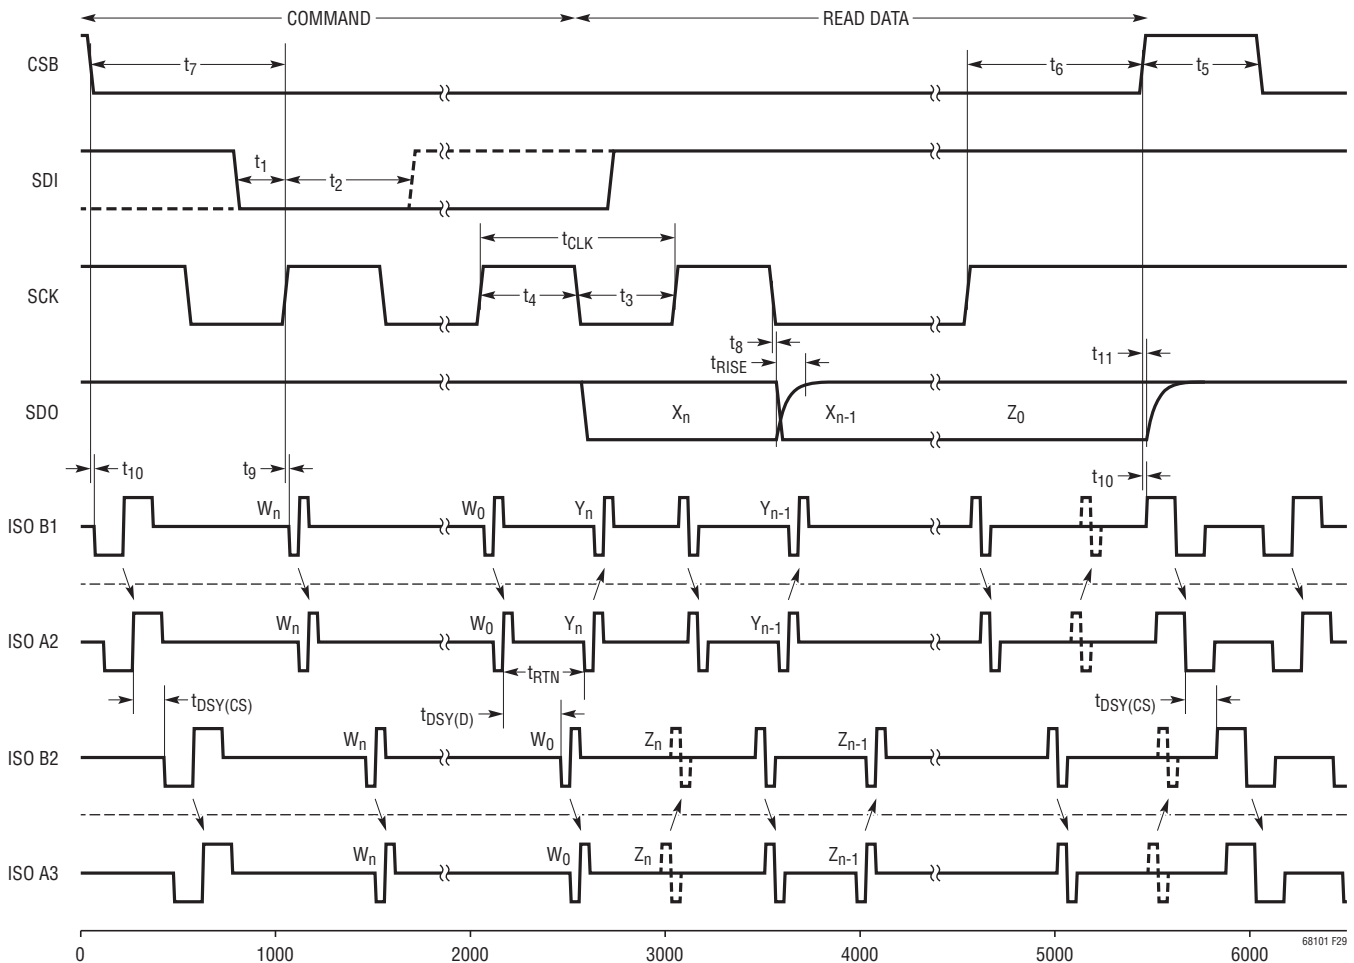 COMMAND READ DATA
CSB t7 t6 t5
SDI t1 t2
tCLK
SCK t4 t3
t8
tRISE t11
SDO Xn Xn-1 Z0
t10 t9 t10
Wn W0 Yn Yn-1
ISO B1
Wn W0 Yn Yn-1
ISO A2
tRTN
tDSY(CS) tDSY(D) tDSY(CS)
Wn W0 Zn Zn-1
ISO B2
Wn W0 Zn Zn-1
ISO A3
68101 F29
0 1000 2000 3000 4000 5000 6000